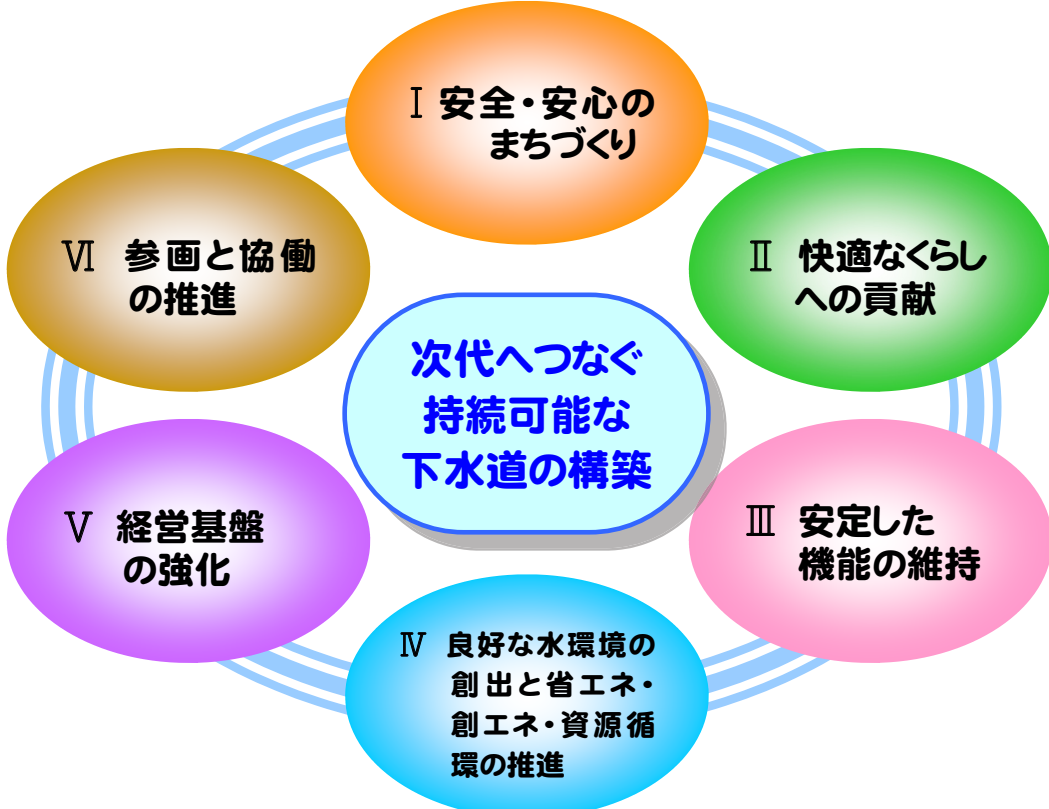 Ⅰ 安全・安心の
まちづくり
Ⅱ 快適なくらし
への貢献
Ⅲ 安定した
機能の維持
Ⅳ 良好な水環境の
創出と省エネ・
創エネ・資源循
環の推進
Ⅴ 経営基盤
の強化
Ⅵ 参画と協働
の推進
次代へつなぐ
持続可能な
下水道の構築